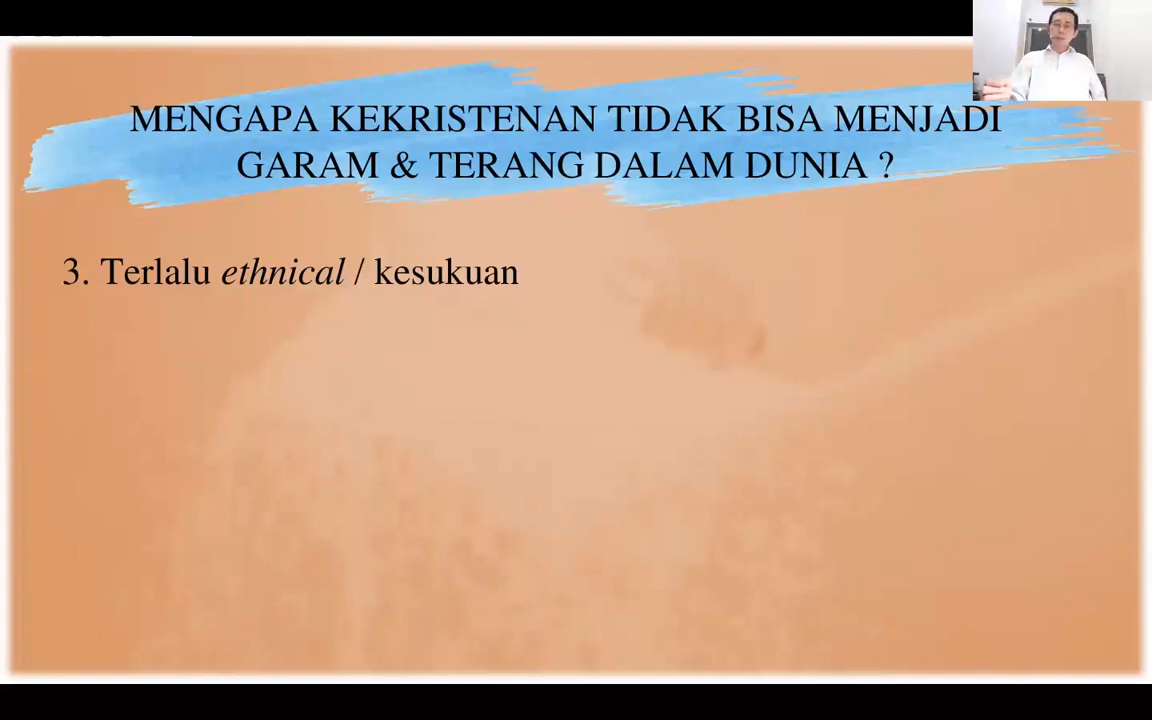 MENGAPA KEKRISTENAN TIDAK BISA MENJADI
GARAM & TERANG DALAM DUNIA ?
3. Terlalu ethnical / kesukuan